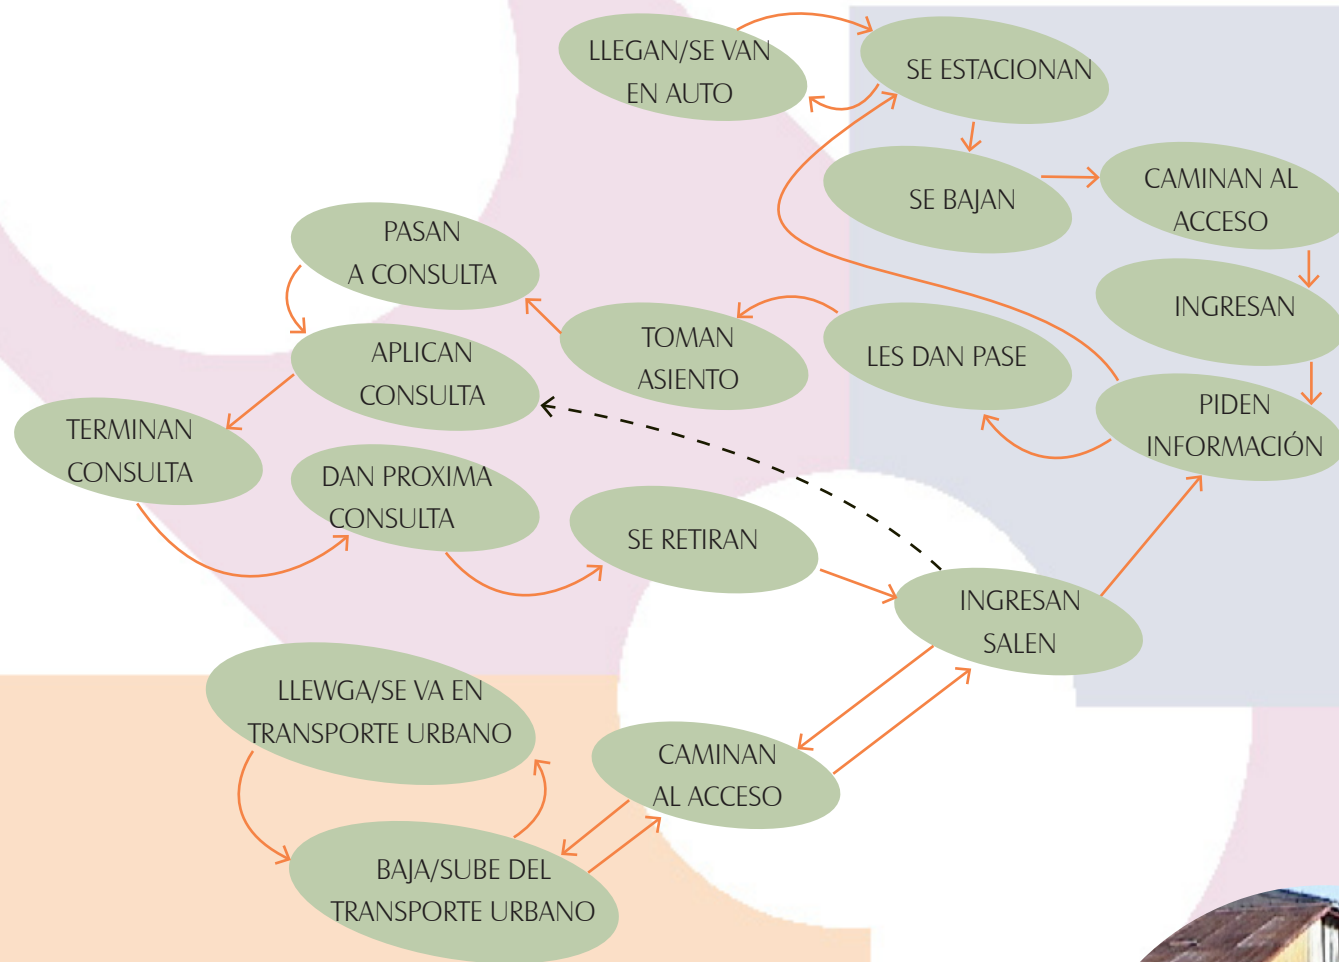 LLEGAN/SE VAN
EN AUTO
SE ESTACIONAN
SE BAJAN
CAMINAN AL
ACCESO
INGRESAN
PIDEN
INFORMACIÓN
LES DAN PASE
TOMAN
ASIENTO
PASAN
A CONSULTA
APLICAN
CONSULTA
TERMINAN
CONSULTA
DAN PROXIMA
CONSULTA
SE RETIRAN
INGRESAN
SALEN
CAMINAN
AL ACCESO
LLEWGA/SE VA EN
TRANSPORTE URBANO
BAJA/SUBE DEL
TRANSPORTE URBANO